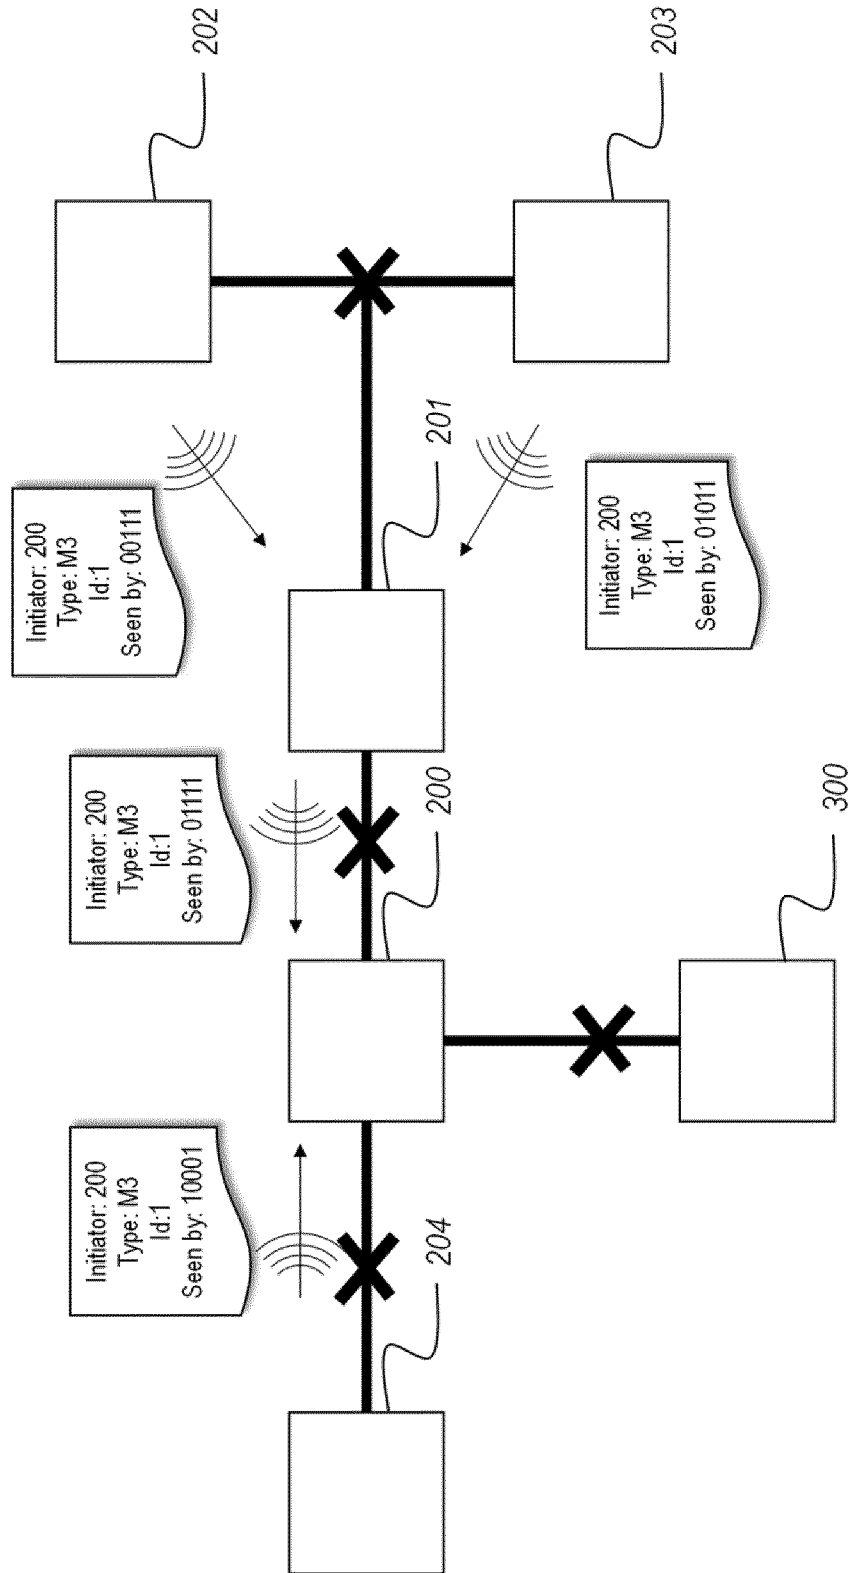 Initiator: 200
Type: M3
Id:1
Seen by: 10001
Initiator: 200
Type: M3
Id:1
Seen by: 01111
Initiator: 200
Type: M3
Id:1
Seen by: 00111
202
204
200
201
Initiator: 200
Type: M3
Id:1
Seen by: 01011
203
300